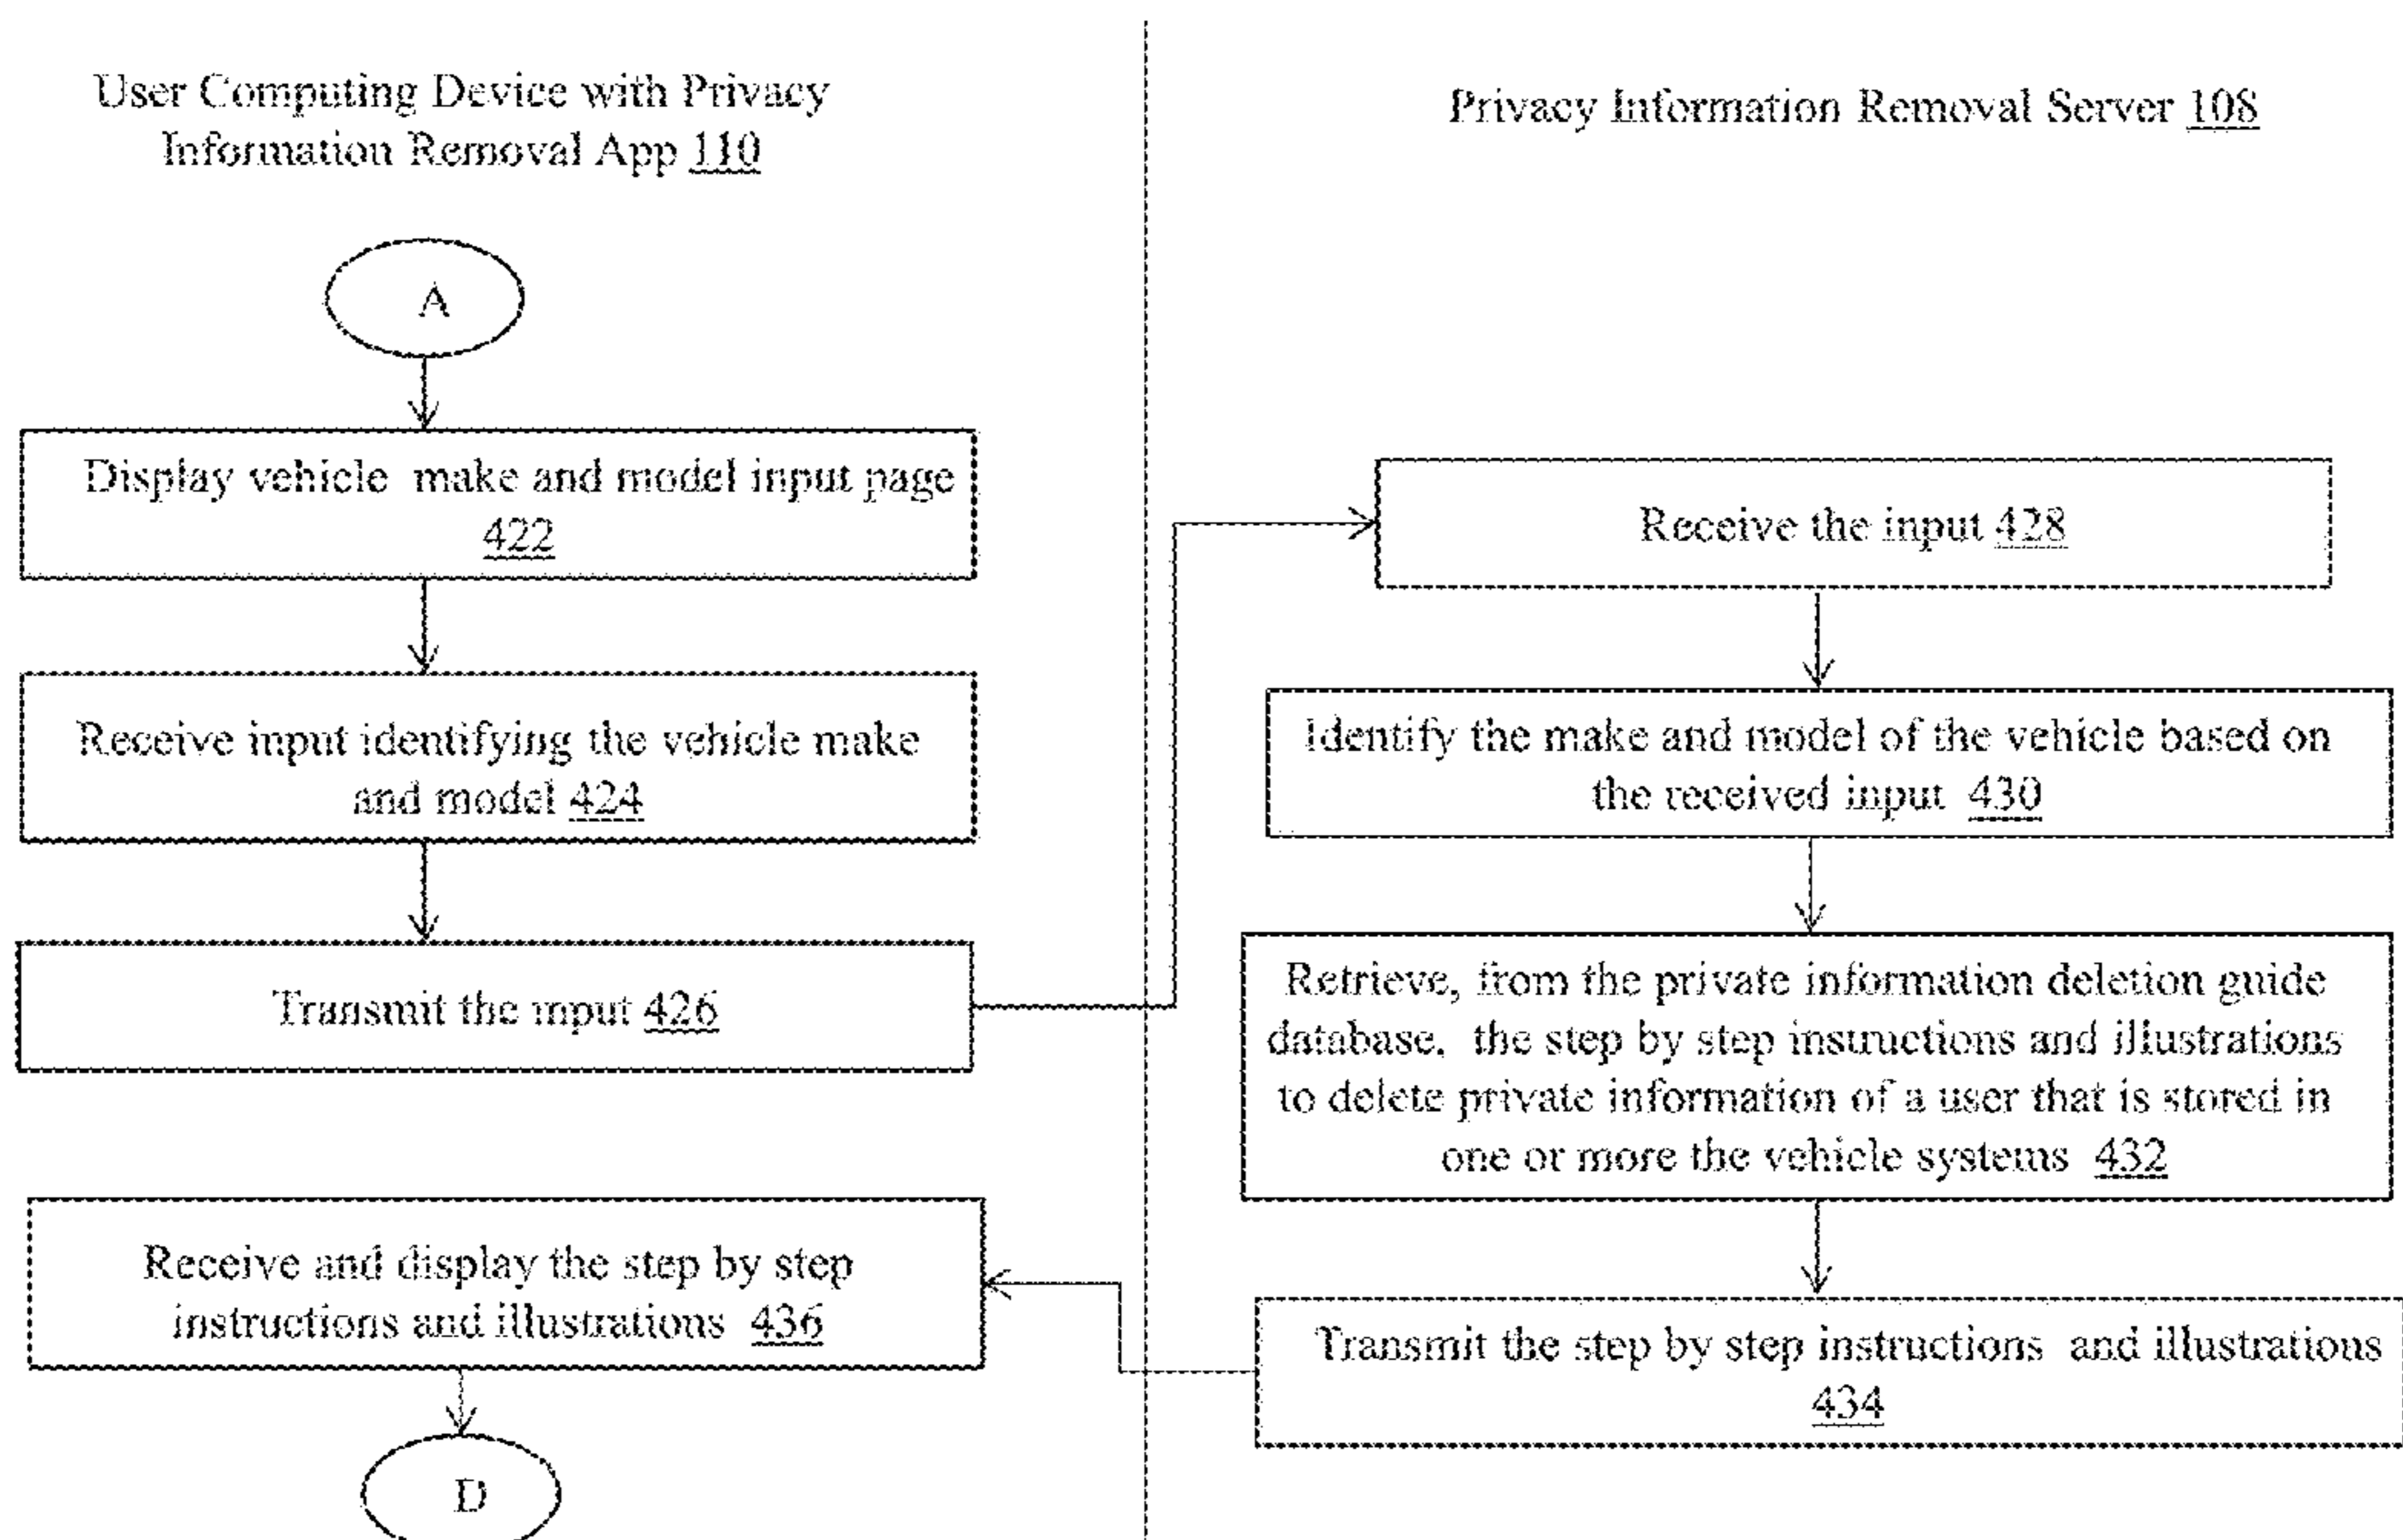 User Computing Device with Privacy
Information Removal App 110
A
Display vehicle make and model input page
422
Receive input identifying the vehicle make
and model 424
Transmit the input 426
Privacy Information Removal Server 108
Receive the input 428
Identify the make and model of the vehicle based on
the received input 430
Retrieve, from the private information deletion guide
database, the step by step instructions and illustrations
to delete private information of a user that is stored in
one or more the vehicle systems 432
Transmit the step by step instructions and illustrations
434
Receive and display the step by step
instructions and illustrations 436
D